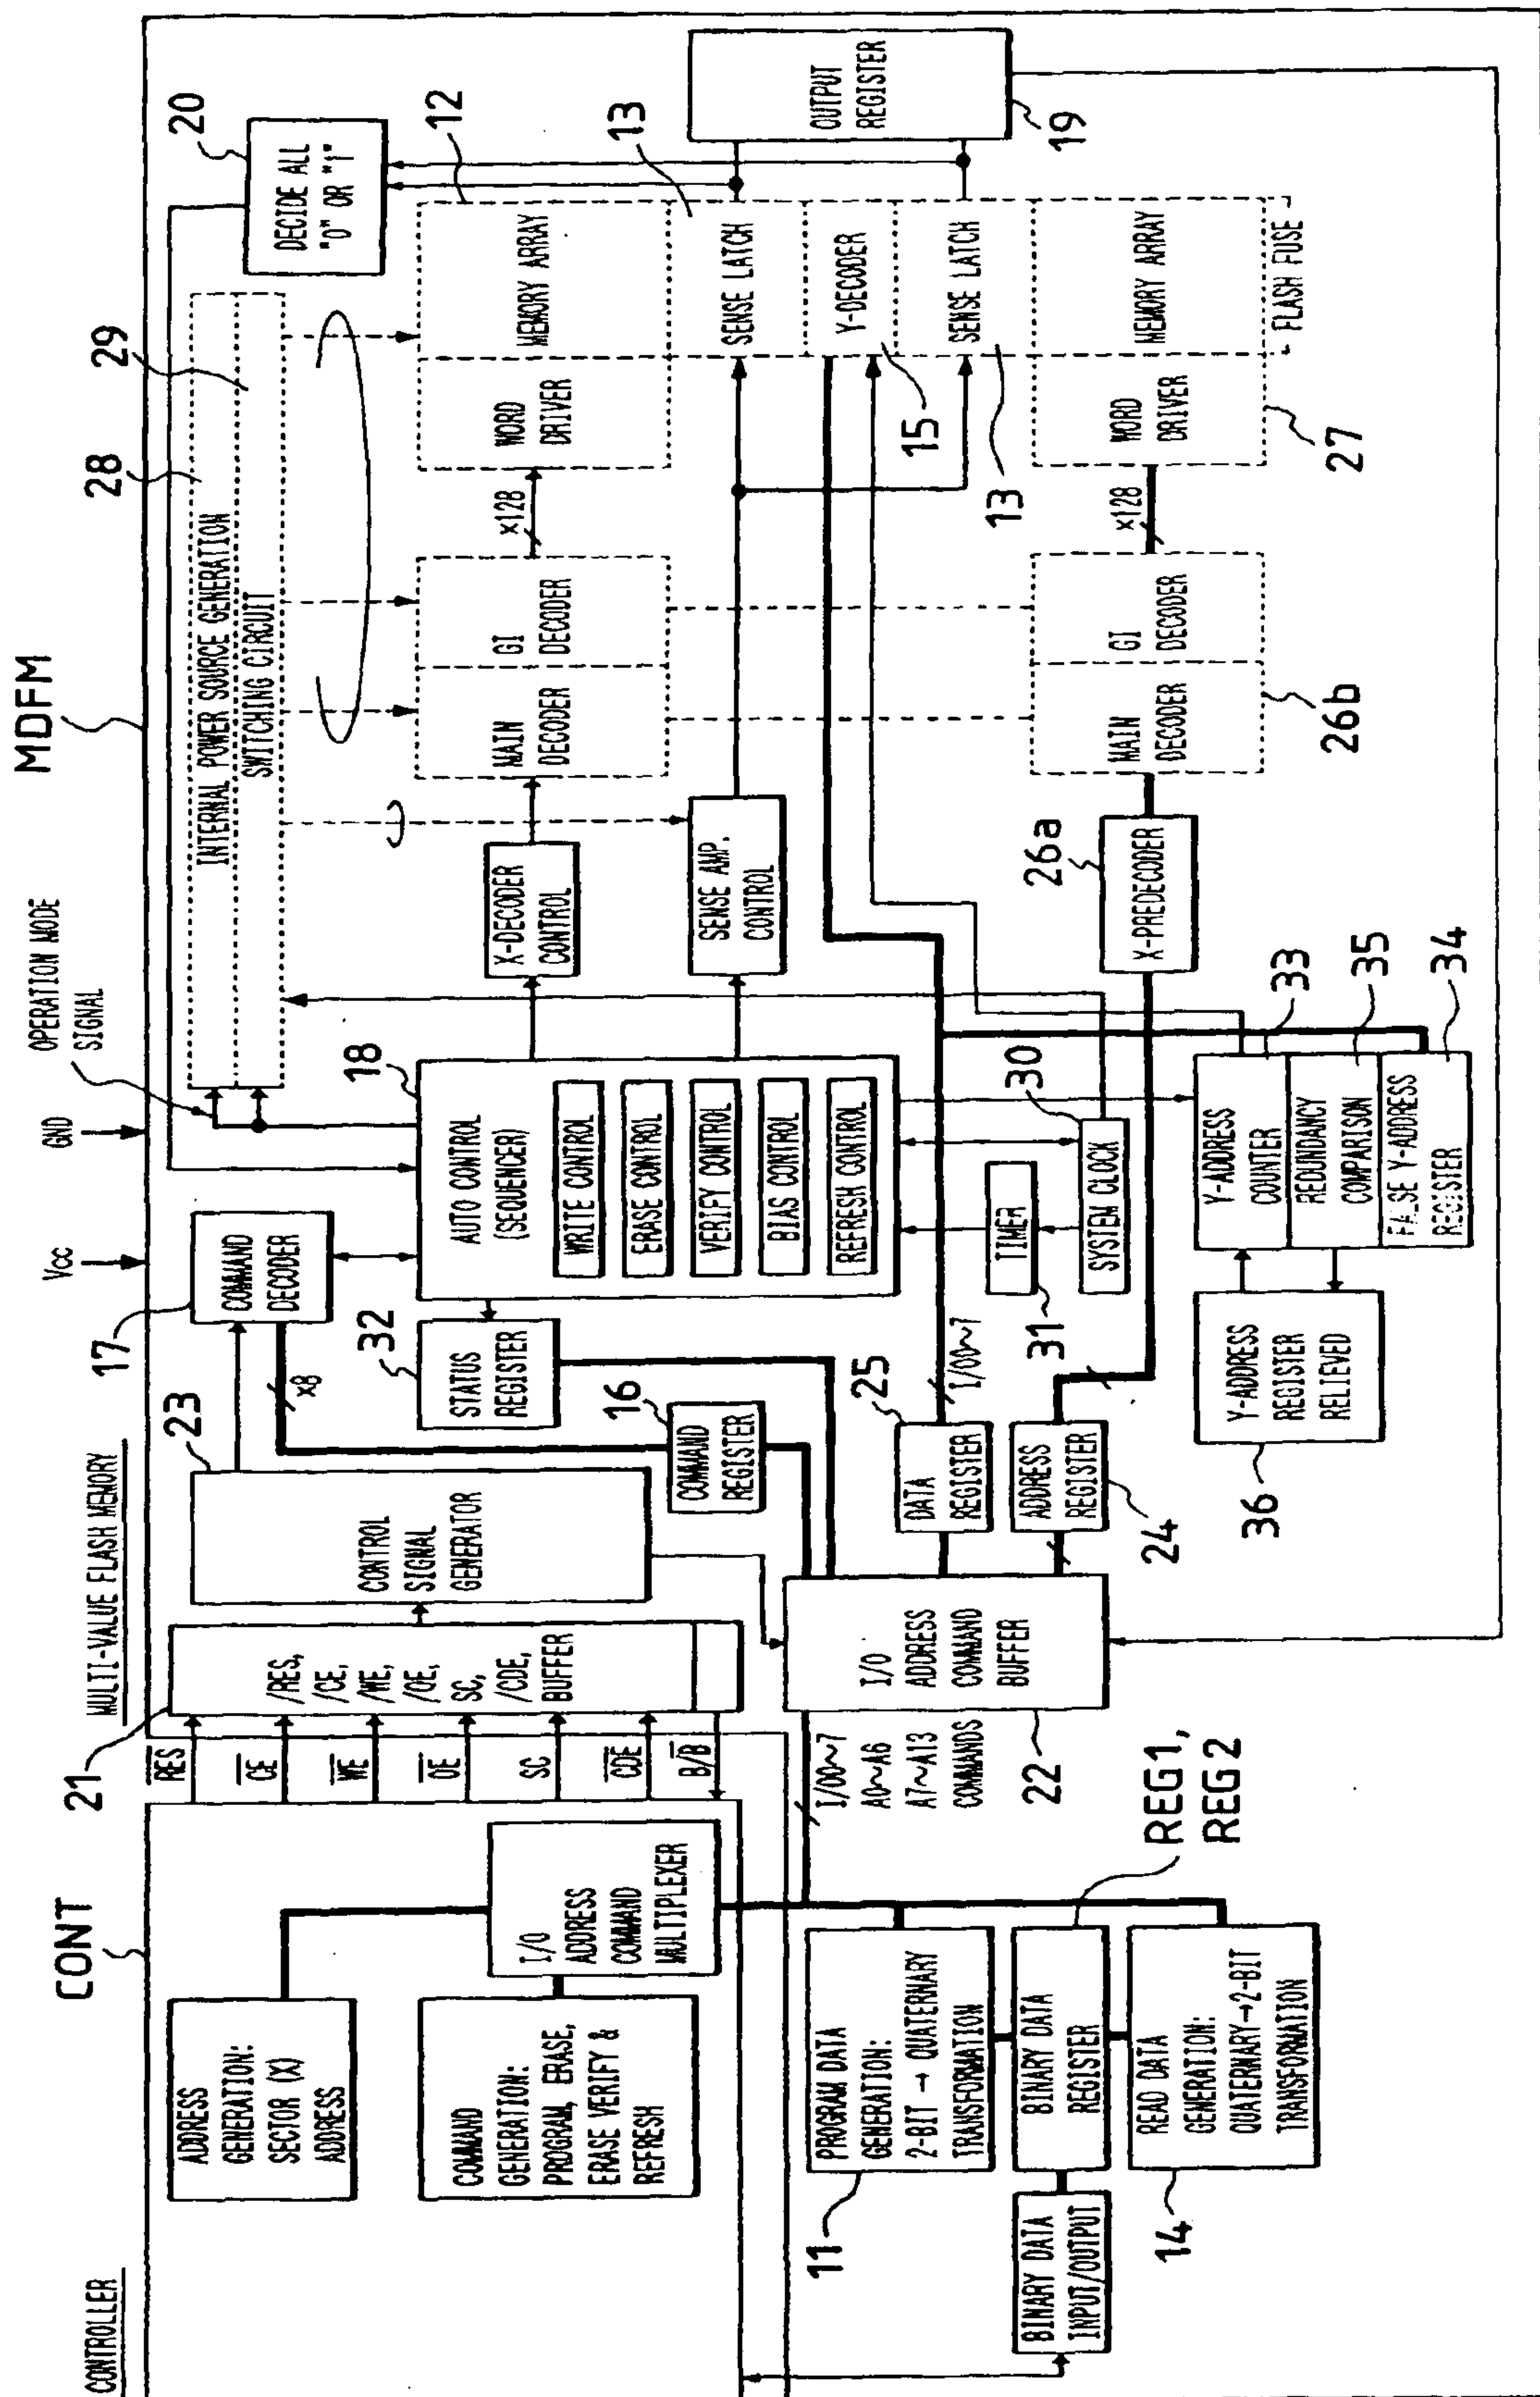 CONTROLLER
CONT
ADDRESS
GENERATION:
SECTOR (X)
ADDRESS
COMMAND
GENERATION:
PROGRAM, ERASE,
ERASE VERIFY &
REFRESH
I/O
ADDRESS
COMMAND
MULTIPLEXER
11
PROGRAM DATA
GENERATION:
2-BIT → QUATERNARY
TRANSFORMATION
BINARY DATA
INPUT/OUTPUT
BINARY DATA
REGISTER
REG1,
REG2
READ DATA
GENERATION:
QUATERNARY→2-BIT
TRANSFORMATION
14
MULTI-VALUE FLASH MEMORY
MDFM
Vcc
GND
OPERATION MODE
SIGNAL
21
R̅E̅S̅
C̅E̅
W̅E̅
O̅E̅
SC
C̅D̅E̅
B/B̅
/RES,
/CE,
/WE,
/OE,
SC,
/CDE,
BUFFER
I/O0~7
A0~A6
A7~A13
COMMANDS
22
I/O
ADDRESS
COMMAND
BUFFER
23
CONTROL
SIGNAL
GENERATOR
17
COMMAND
DECODER
x8
32
STATUS
REGISTER
16
COMMAND
REGISTER
25
DATA
REGISTER
I/O0~7
ADDRESS
REGISTER
24
18
AUTO CONTROL
(SEQUENCER)
WRITE CONTROL
ERASE CONTROL
VERIFY CONTROL
BIAS CONTROL
REFRESH CONTROL
TIMER
31
30
SYSTEM CLOCK
Y-ADDRESS
REGISTER
RELIEVED
36
Y-ADDRESS
COUNTER
33
REDUNDANCY
COMPARISON
35
FALSE Y-ADDRESS
REGISTER
34
28
INTERNAL POWER SOURCE GENERATION
29
SWITCHING CIRCUIT
X-DECODER
CONTROL
SENSE AMP.
CONTROL
26a
X-PREDECODER
MAIN
DECODER
GI
DECODER
x128
WORD
DRIVER
MEMORY ARRAY
12
SENSE LATCH
13
Y-DECODER
15
SENSE LATCH
13
MAIN
DECODER
GI
DECODER
26b
x128
WORD
DRIVER
27
MEMORY ARRAY
FLASH FUSE
20
DECIDE ALL
"0" OR "1"
OUTPUT
REGISTER
19